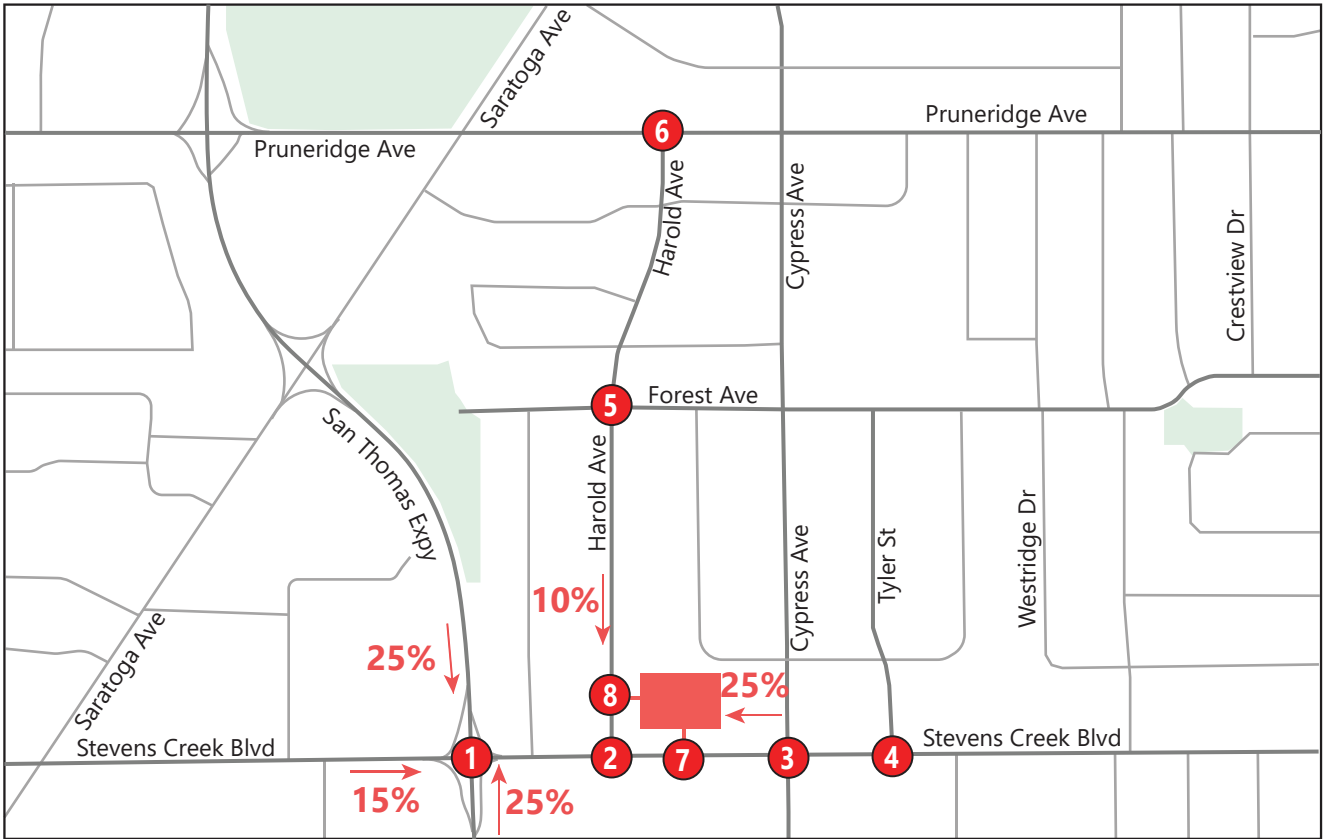 Saratoga Ave
Pruneridge Ave
6
Pruneridge Ave
Harold Ave
Cypress Ave
Crestview Dr
5
Forest Ave
San Thomas Expy
Harold Ave
Cypress Ave
Tyler St
Westridge Dr
10%
25%
Saratoga Ave
8
25%
Stevens Creek Blvd
1
2
7
3
4
Stevens Creek Blvd
15%
25%